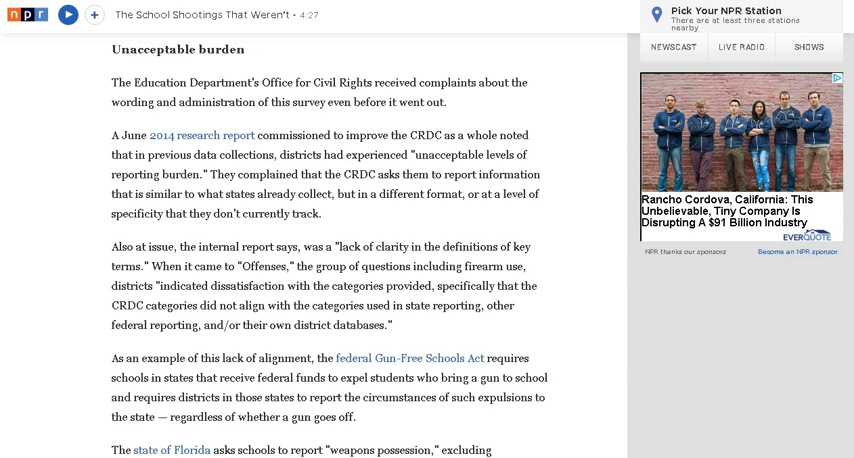 npr
The School Shootings That Weren't • 4:27
Pick Your NPR Station
There are at least three stations
nearby
NEWSCAST
LIVE RADIO
SHOWS
Unacceptable burden
The Education Department's Office for Civil Rights received complaints about the
wording and administration of this survey even before it went out.
A June 2014 research report commissioned to improve the CRDC as a whole noted
that in previous data collections, districts had experienced "unacceptable levels of
reporting burden." They complained that the CRDC asks them to report information
that is similar to what states already collect, but in a different format, or at a level of
specificity that they don't currently track.
Also at issue, the internal report says, was a "lack of clarity in the definitions of key
terms." When it came to "Offenses," the group of questions including firearm use,
districts "indicated dissatisfaction with the categories provided, specifically that the
CRDC categories did not align with the categories used in state reporting, other
federal reporting, and/or their own district databases."
As an example of this lack of alignment, the federal Gun-Free Schools Act requires
schools in states that receive federal funds to expel students who bring a gun to school
and requires districts in those states to report the circumstances of such expulsions to
the state — regardless of whether a gun goes off.
The state of Florida asks schools to report "weapons possession," excluding
Rancho Cordova, California: This
Unbelievable, Tiny Company Is
Disrupting A $91 Billion Industry
EVERQUOTE
NPR thanks our sponsors
Become an NPR sponsor